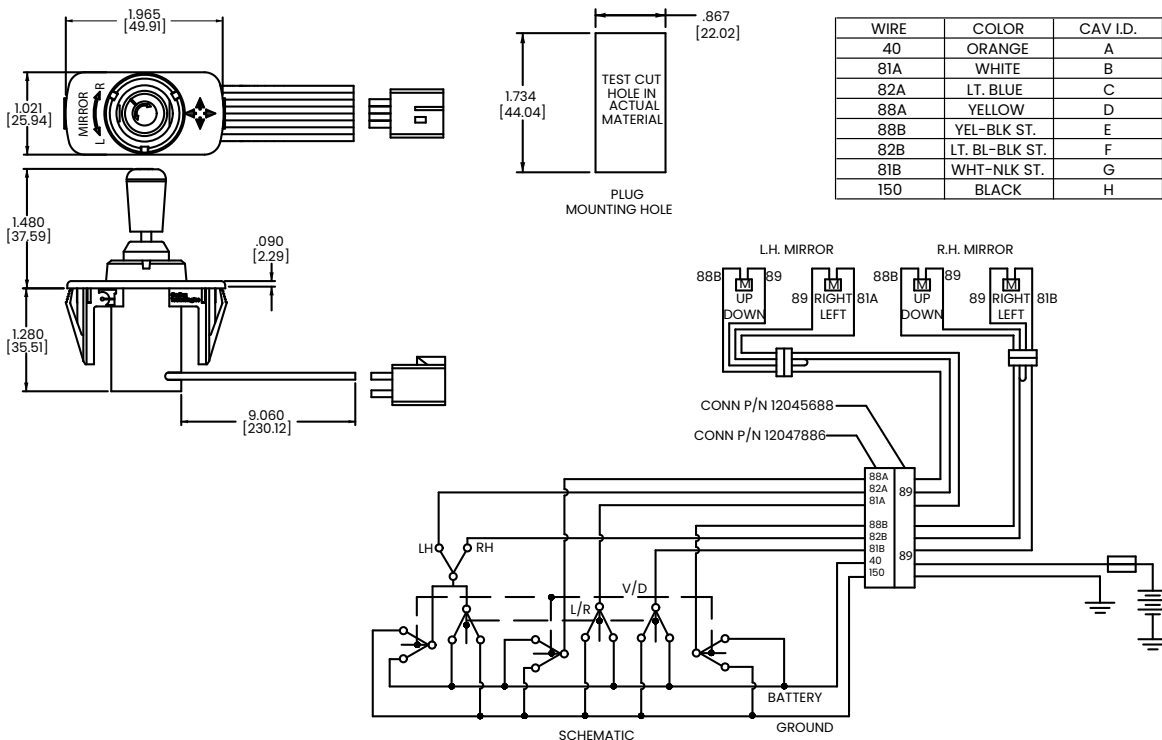 1.965
[49.91]
1.021
[25.94]
MIRROR
L
R
1.480
[37.59]
.090
[2.29]
1.280
[35.51]
9.060
[230.12]
.867
[22.02]
1.734
[44.04]
TEST CUT
HOLE IN
ACTUAL
MATERIAL
PLUG
MOUNTING HOLE
WIRE COLOR CAV I.D.
40 ORANGE A
81A WHITE B
82A LT. BLUE C
88A YELLOW D
88B YEL-BLK ST. E
82B LT. BL-BLK ST. F
81B WHT-NLK ST. G
150 BLACK H
L.H. MIRROR
R.H. MIRROR
88B M 89
UP
DOWN
M
89 RIGHT 81A
LEFT
88B M 89
UP
DOWN
M
89 RIGHT 81B
LEFT
CONN P/N 12045688
CONN P/N 12047886
88A
82A
81A
89
88B
82B
81B
40
150
89
LH
RH
V/D
L/R
BATTERY
GROUND
SCHEMATIC